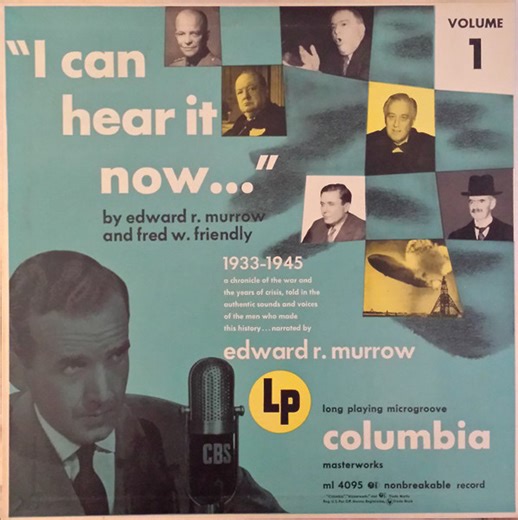 "I can
hear it
now..."
VOLUME
1
by edward r. murrow
and fred w. friendly
1933-1945
a chronicle of the war and
the years of crisis, told in the
authentic sounds and voices
of the men who made
this history...narrated by
edward r. murrow
Lp
CBS
long playing microgroove
columbia
masterworks
ml 4095 nonbreakable record